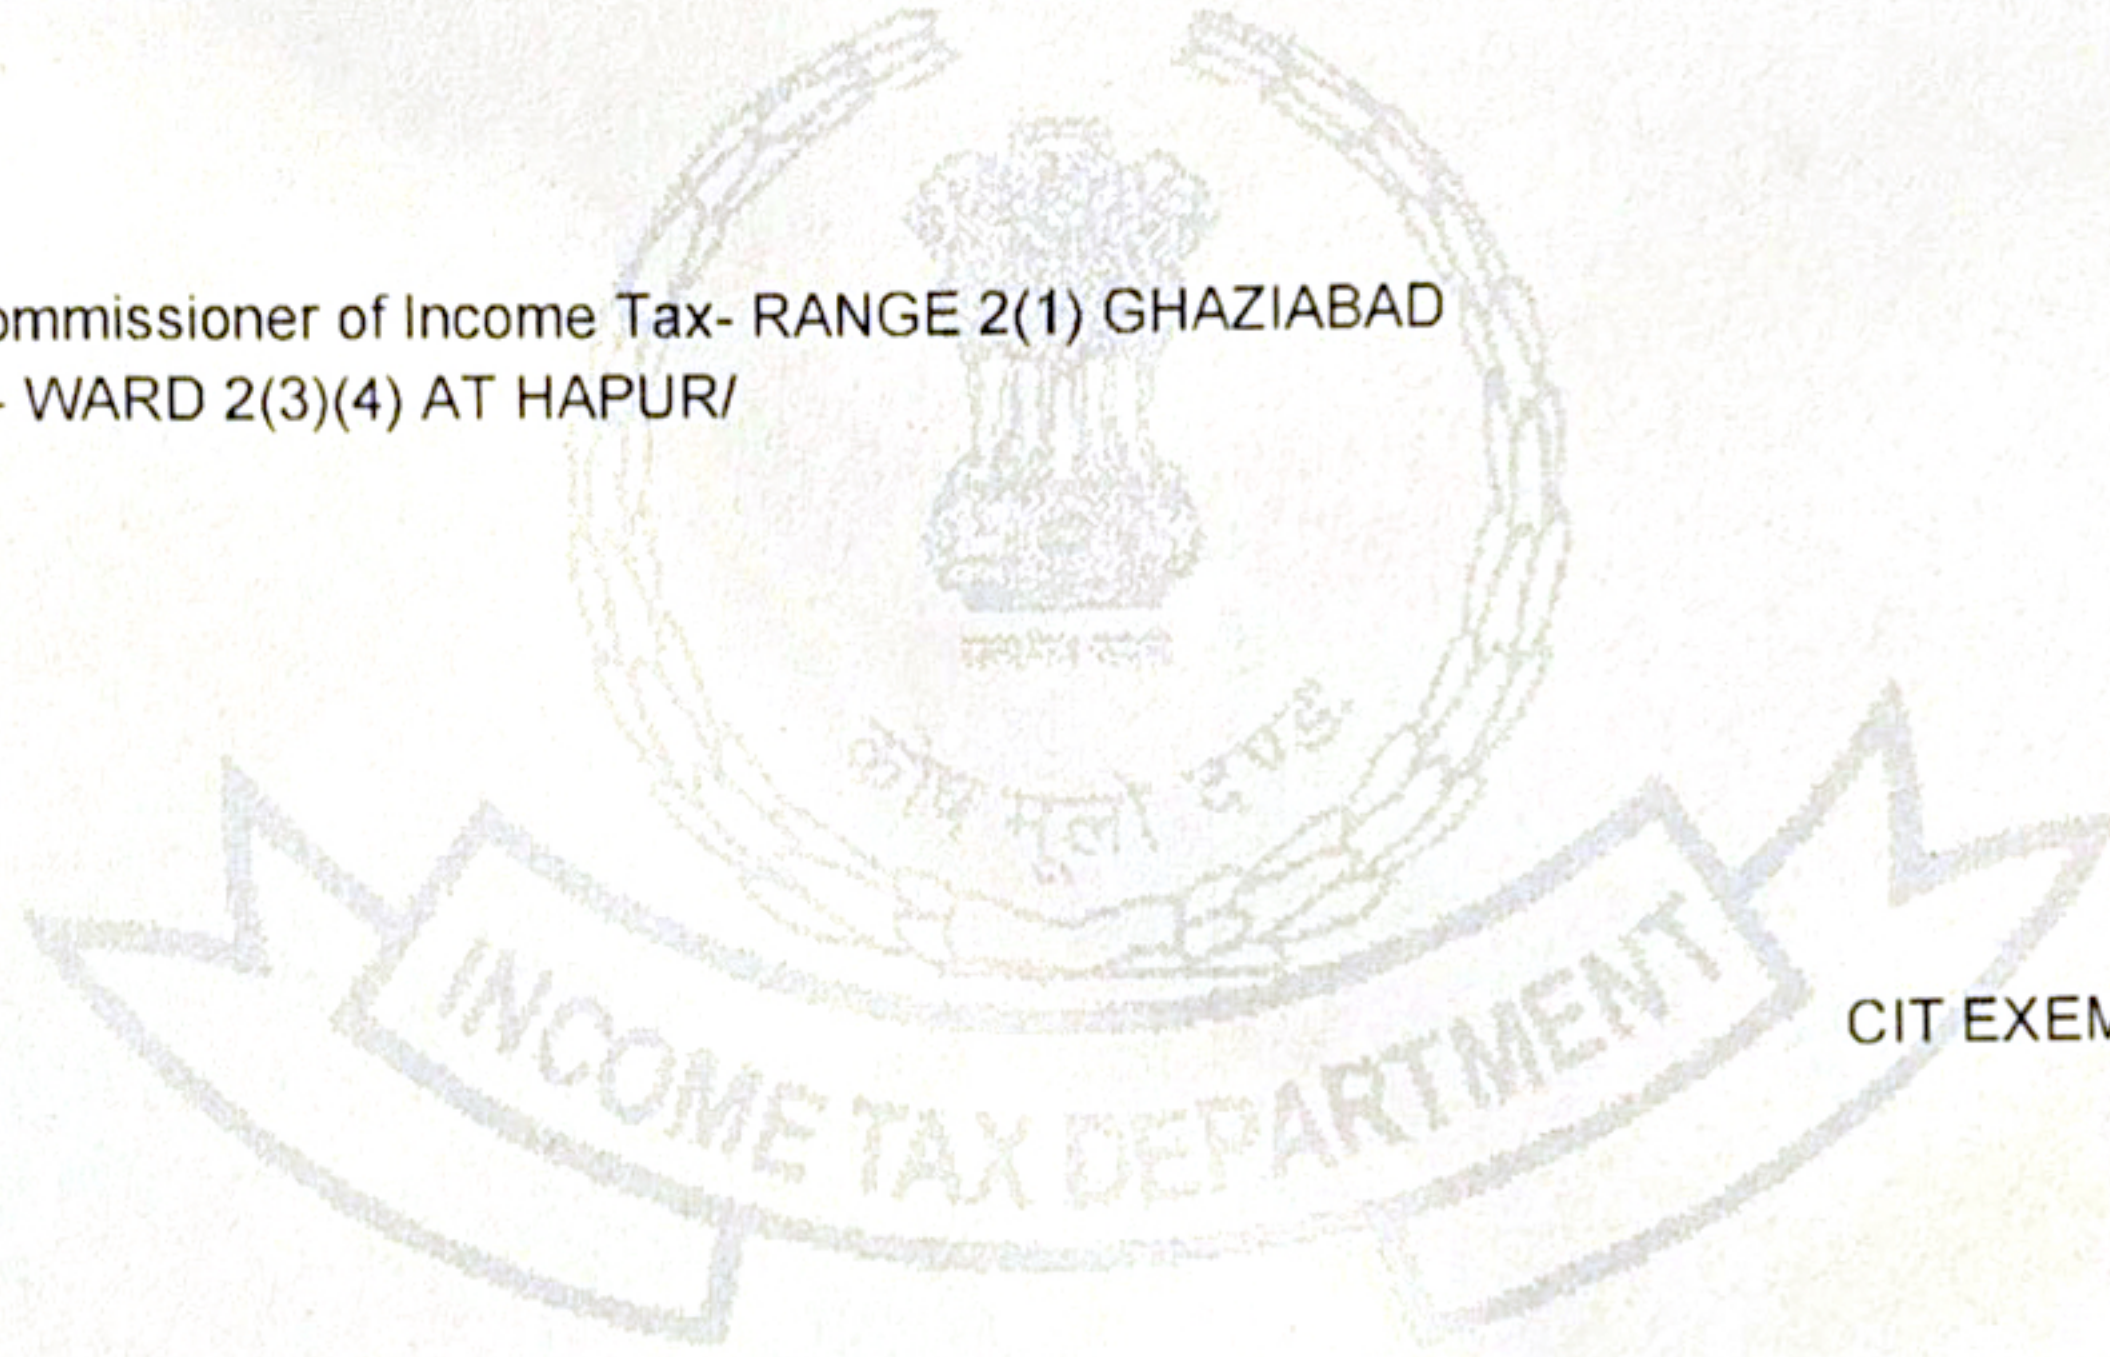 ommissioner of Income Tax- RANGE 2(1) GHAZIABAD
- WARD 2(3)(4) AT HAPUR/
कोष मूलो दण्डः
INCOME TAX DEPARTMENT
CIT EXEM